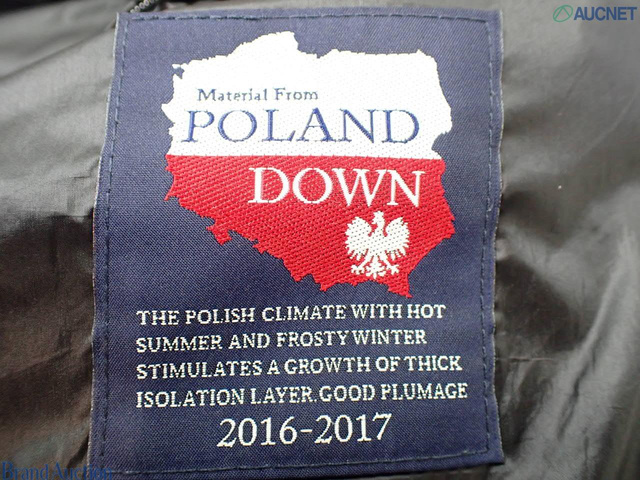 AUCNET
Material From
POLAND
DOWN
THE POLISH CLIMATE WITH HOT
SUMMER AND FROSTY WINTER
STIMULATES A GROWTH OF THICK
ISOLATION LAYER.GOOD PLUMAGE
2016-2017
Brand Auction